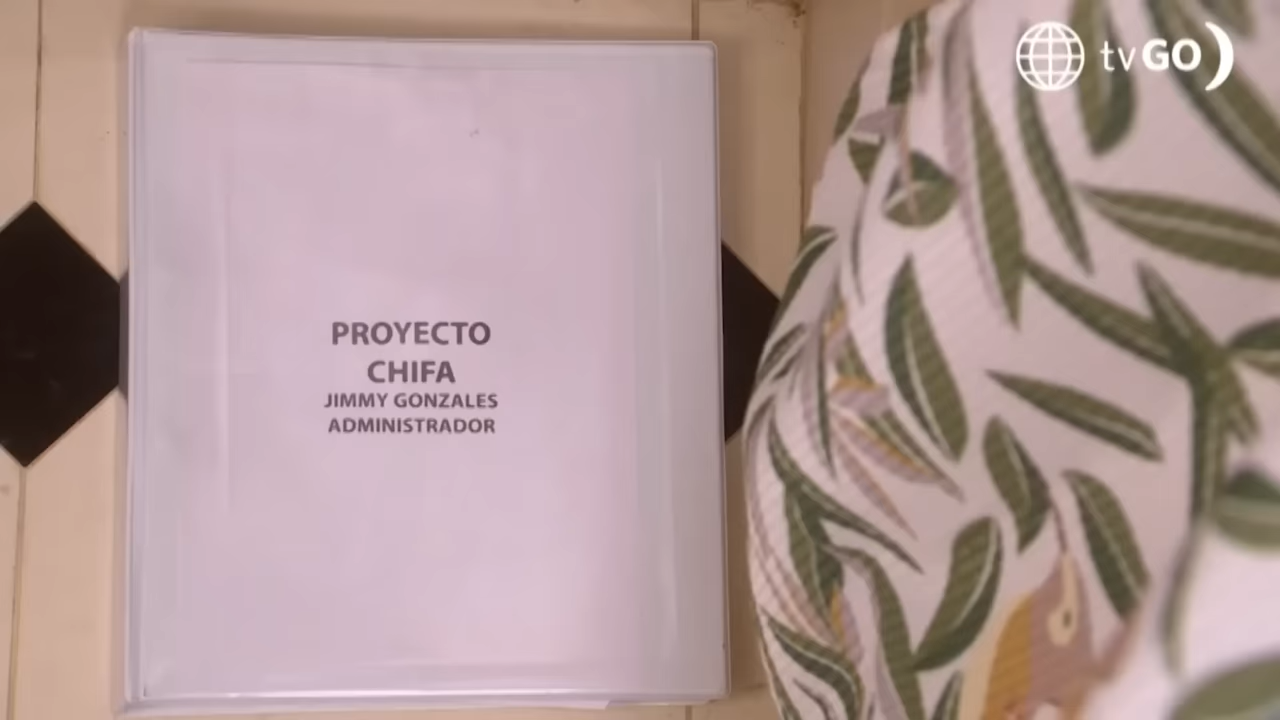 tvGO
PROYECTO
CHIFA
JIMMY GONZALES
ADMINISTRADOR